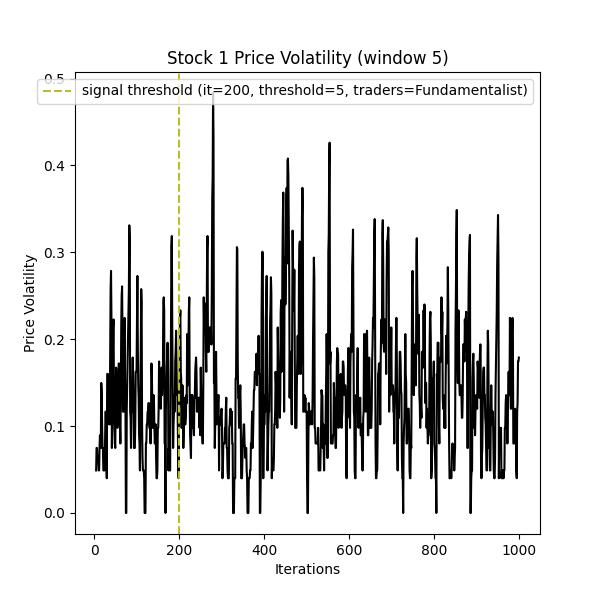 Stock 1 Price Volatility (window 5)
signal threshold (it=200, threshold=5, traders=Fundamentalist)
0.5
0.4
0.3
0.2
0.1
0.0
Price Volatility
0 200 400 600 800 1000
Iterations